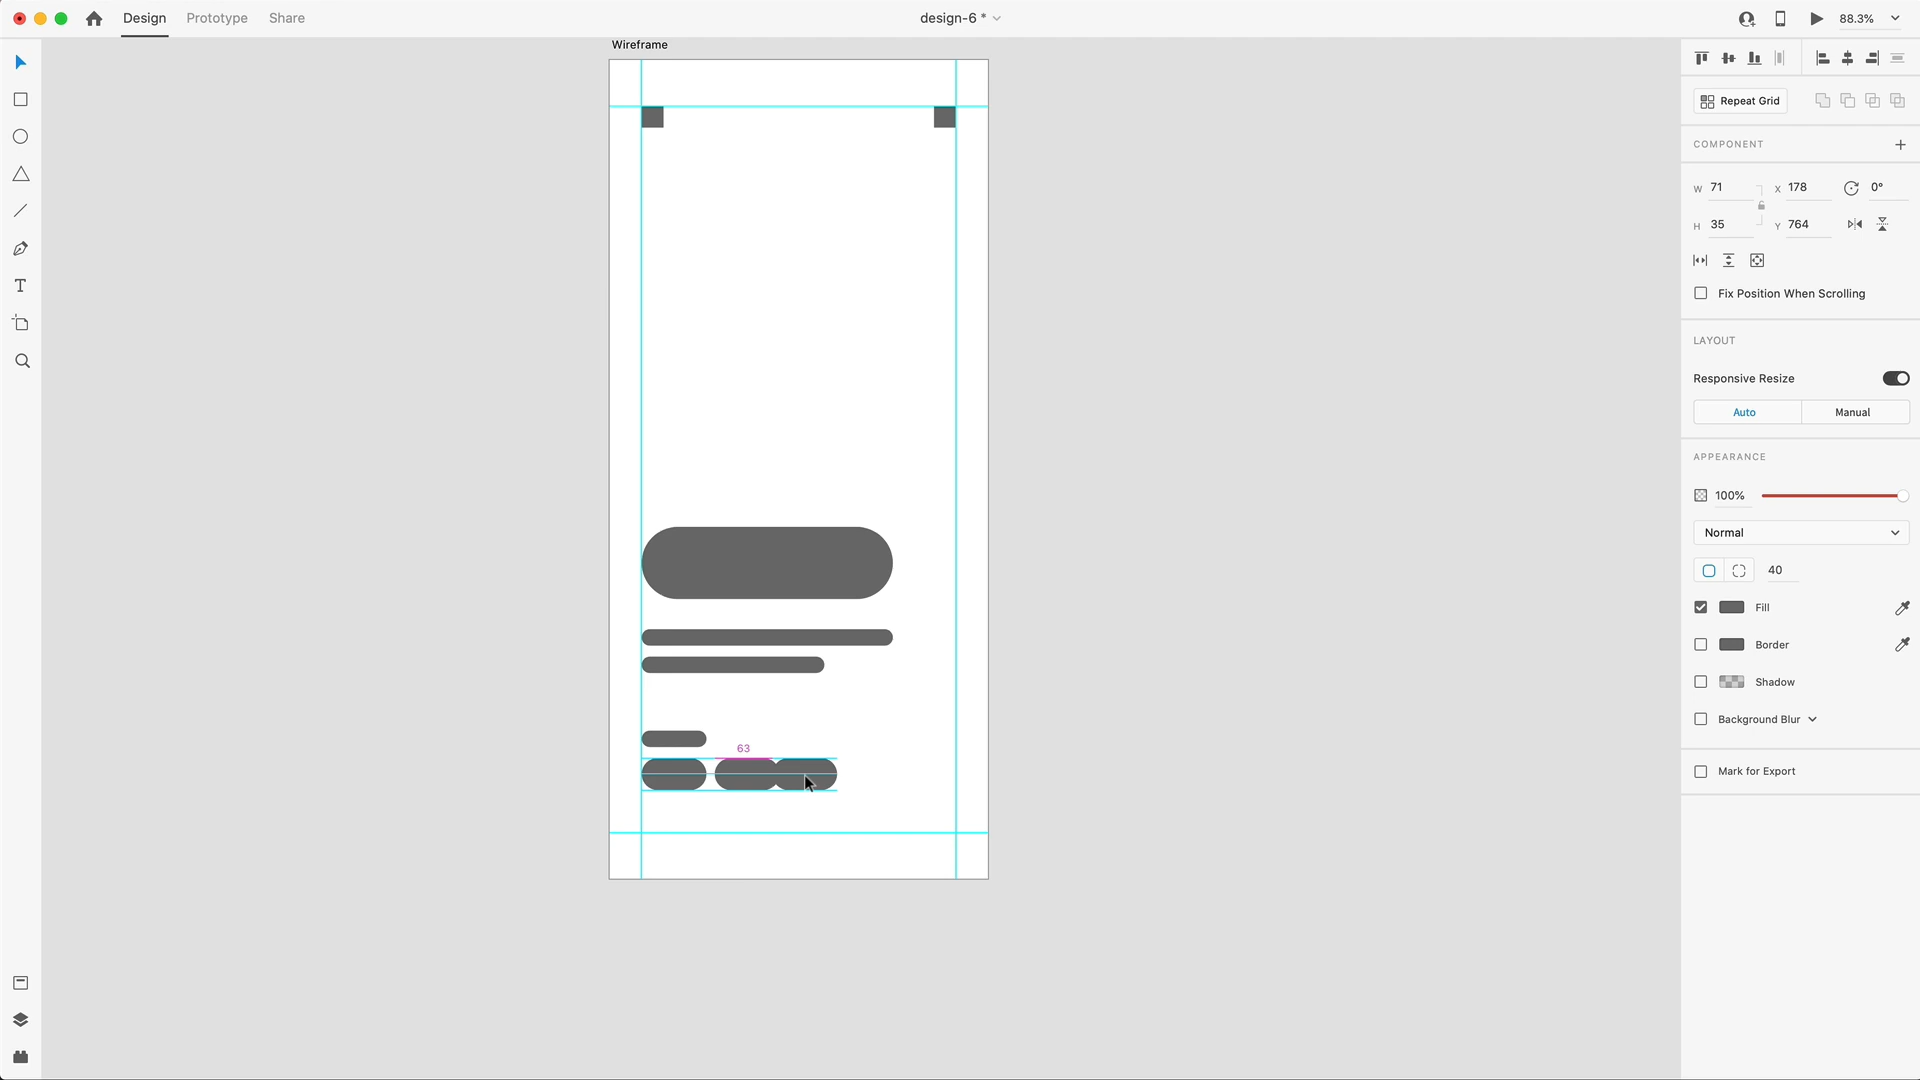 Design
Prototype
Share
design-6 *
88.3%
Wireframe
63
Repeat Grid
COMPONENT
W 71
X 178
0°
H 35
Y 764
Fix Position When Scrolling
LAYOUT
Responsive Resize
Auto
Manual
APPEARANCE
100%
Normal
40
Fill
Border
Shadow
Background Blur
Mark for Export